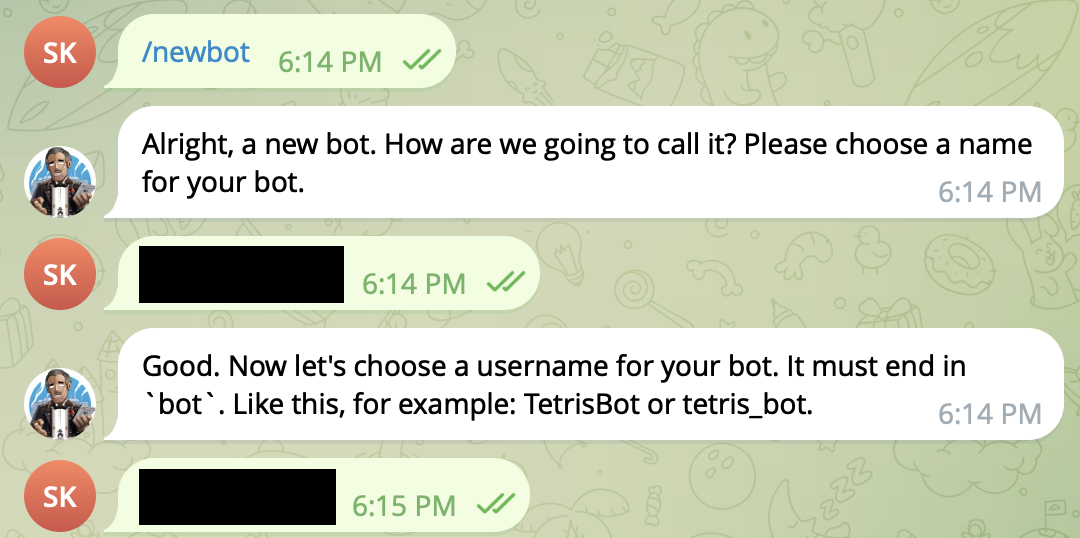 SK
/newbot 6:14 PM
Alright, a new bot. How are we going to call it? Please choose a name
for your bot.
6:14 PM
SK
6:14 PM
Good. Now let's choose a username for your bot. It must end in
`bot`. Like this, for example: TetrisBot or tetris_bot.
6:14 PM
SK
6:15 PM